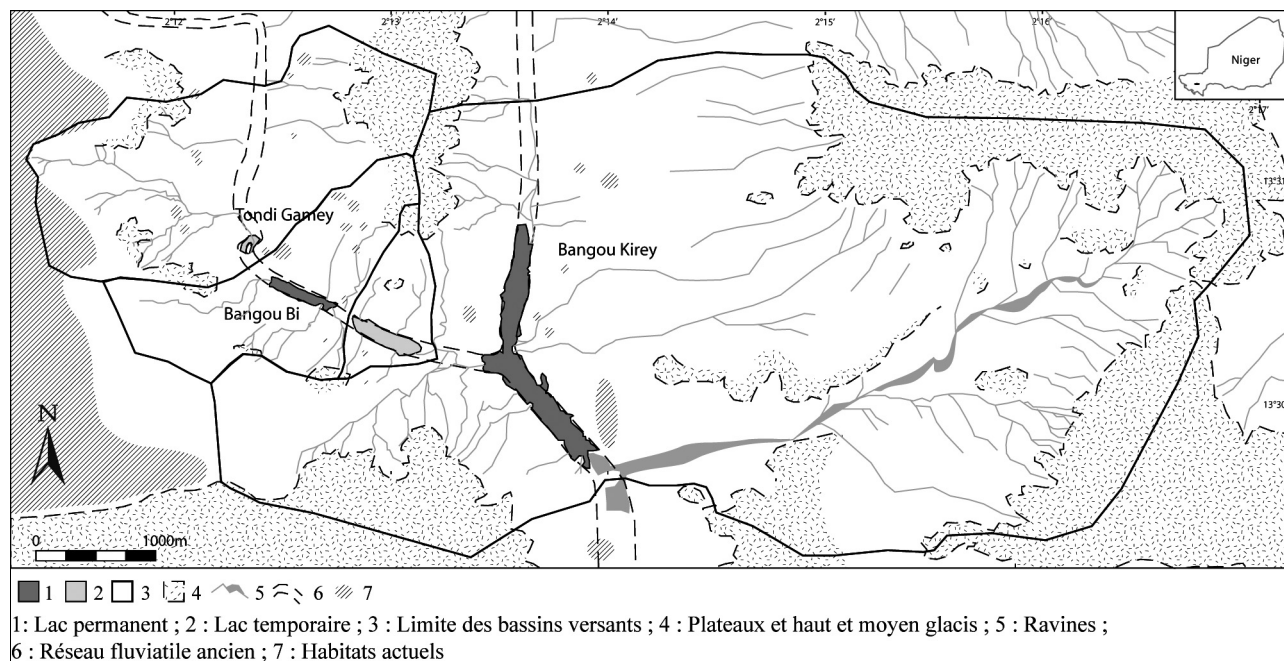 2°12'
2°13'
2°14'
2°15'
2°16'
Niger
2°17'
13°31
Tondi Gamey
Bangou Kirey
Bangou Bi
13°30
N
0 1000m
1 2 3 4 5 6 7
1: Lac permanent ; 2 : Lac temporaire ; 3 : Limite des bassins versants ; 4 : Plateaux et haut et moyen glacis ; 5 : Ravines ;
6 : Réseau fluviatile ancien ; 7 : Habitats actuels